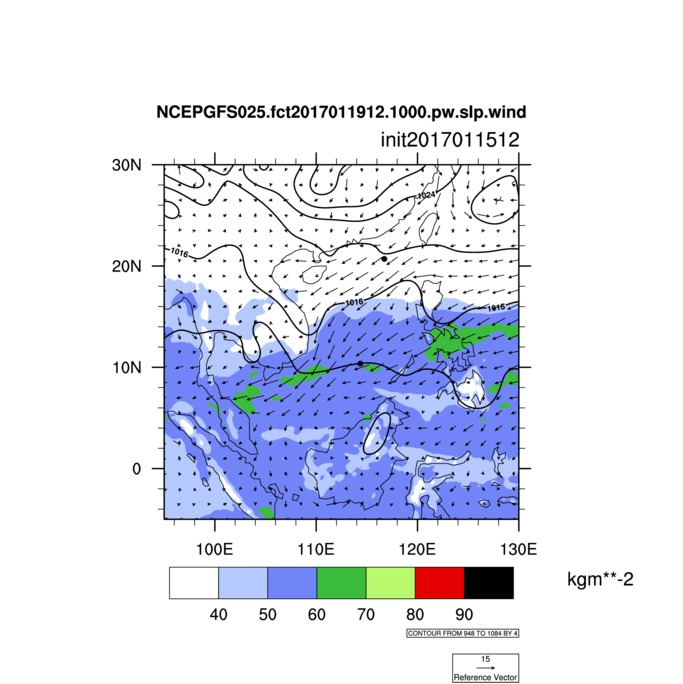 NCEPGFS025.fct2017011912.1000.pw.slp.wind
init2017011512
30N
1024
1016
20N
1016
1016
10N
0
100E 110E 120E 130E
kgm**-2
40 50 60 70 80 90
CONTOUR FROM 948 TO 1084 BY 4
15
Reference Vector